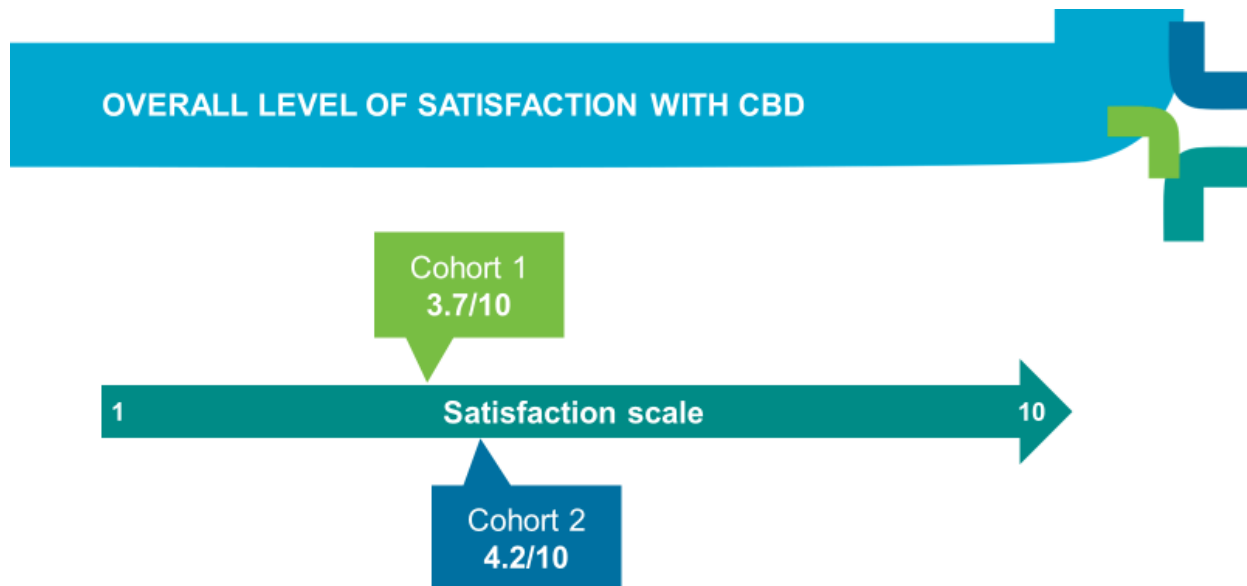 OVERALL LEVEL OF SATISFACTION WITH CBD
Cohort 1
3.7/10
1 Satisfaction scale 10
Cohort 2
4.2/10